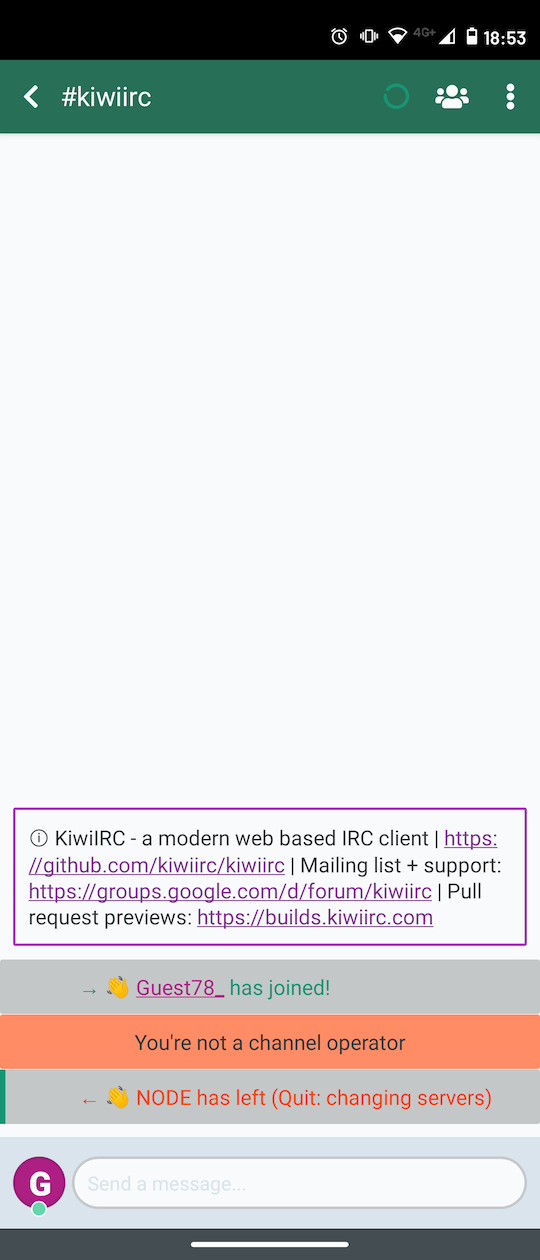 4G+ 18:53
#kiwiirc
ⓘ KiwiIRC - a modern web based IRC client | https:
//github.com/kiwiirc/kiwiirc | Mailing list + support:
https://groups.google.com/d/forum/kiwiirc | Pull
request previews: https://builds.kiwiirc.com
→ 👋 Guest78_ has joined!
You're not a channel operator
← 👋 NODE has left (Quit: changing servers)
G
Send a message...